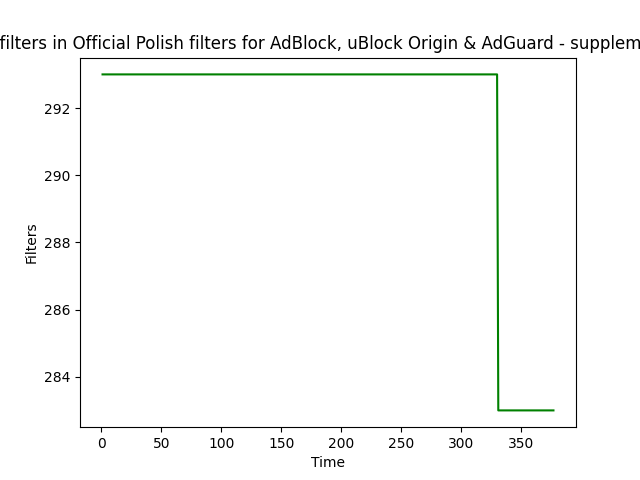 filters in Official Polish filters for AdBlock, uBlock Origin & AdGuard - supplem
292
290
288
286
284
Filters
0 50 100 150 200 250 300 350
Time